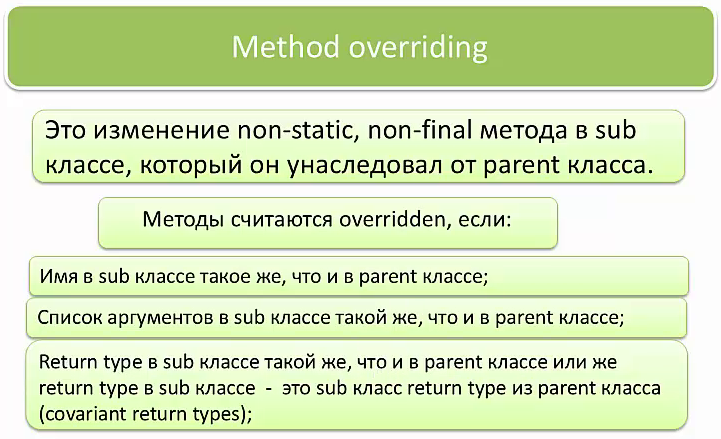 Method overriding
Это изменение non-static, non-final метода в sub
классе, который он унаследовал от parent класса.
Методы считаются overridden, если:
Имя в sub классе такое же, что и в parent классе;
Список аргументов в sub классе такой же, что и в parent классе;
Return type в sub классе такой же, что и в parent классе или же
return type в sub классе - это sub класс return type из parent класса
(covariant return types);